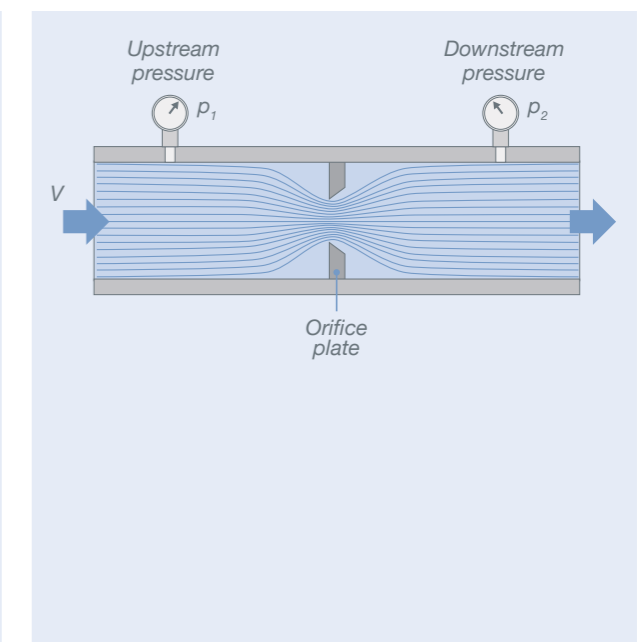 Upstream
pressure
Downstream
pressure
p1
p2
V
Orifice
plate